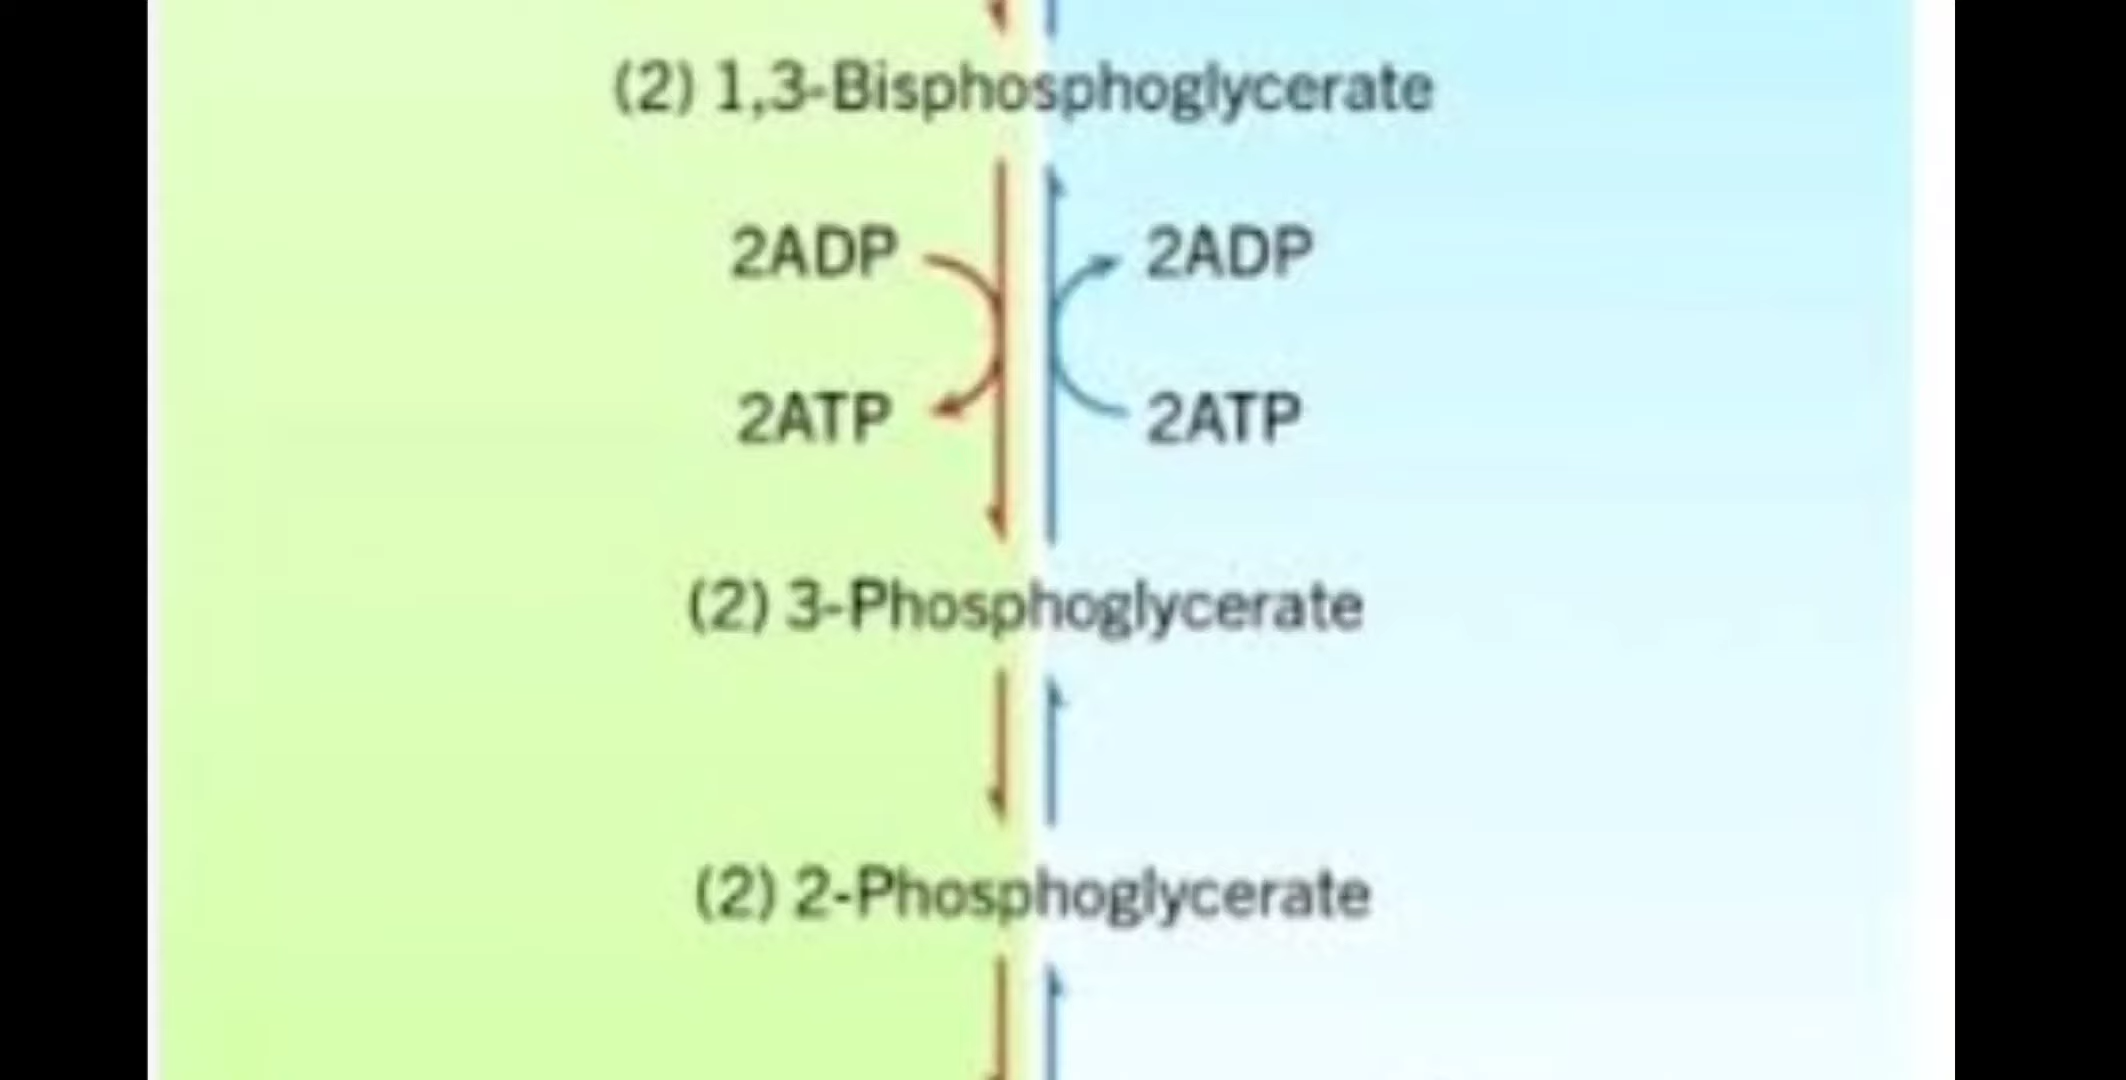 (2) 1,3-Bisphosphoglycerate
2ADP 2ADP
2ATP 2ATP
(2) 3-Phosphoglycerate
(2) 2-Phosphoglycerate